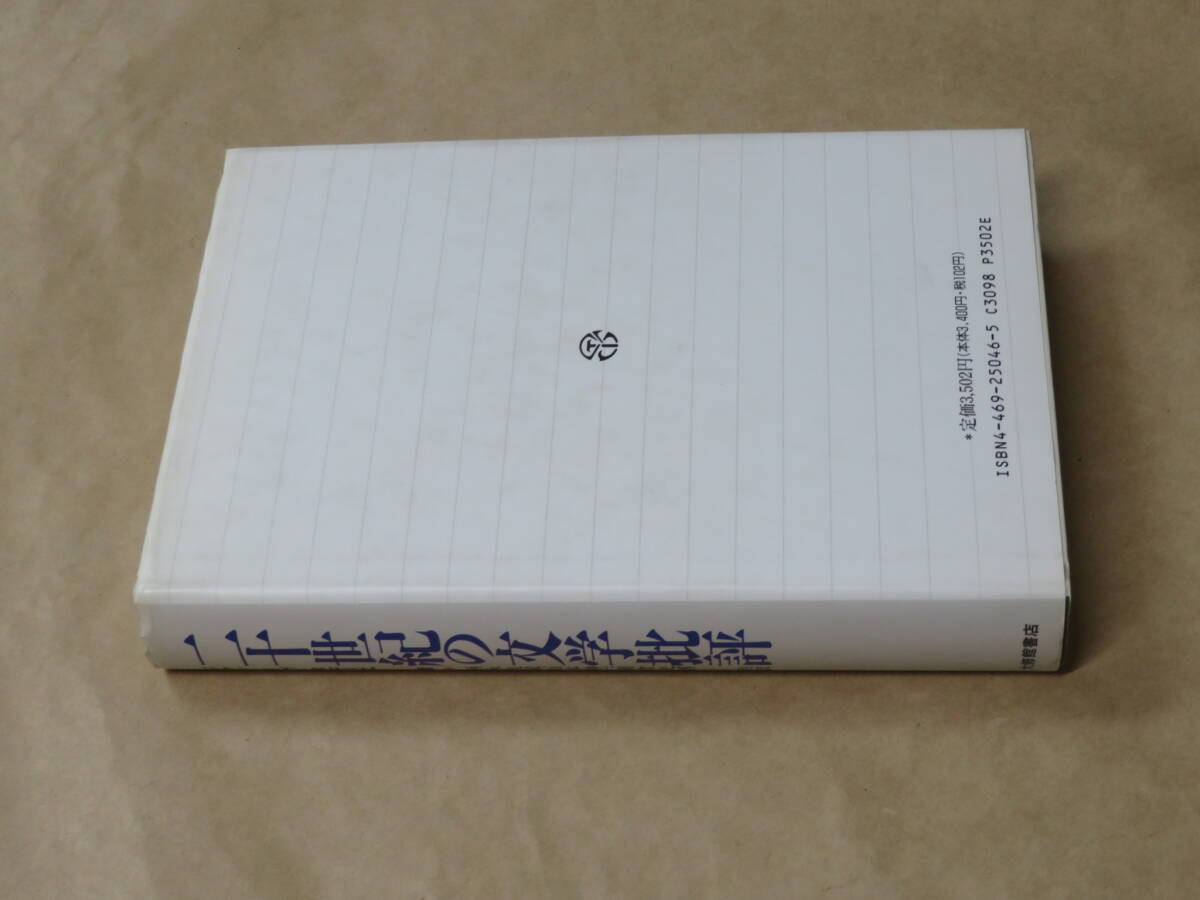 *定価3,502円(本体3,400円・税102円)
ISBN4-469-25046-5 C3098 P3502E
二十世紀の文学批評
大修館書店